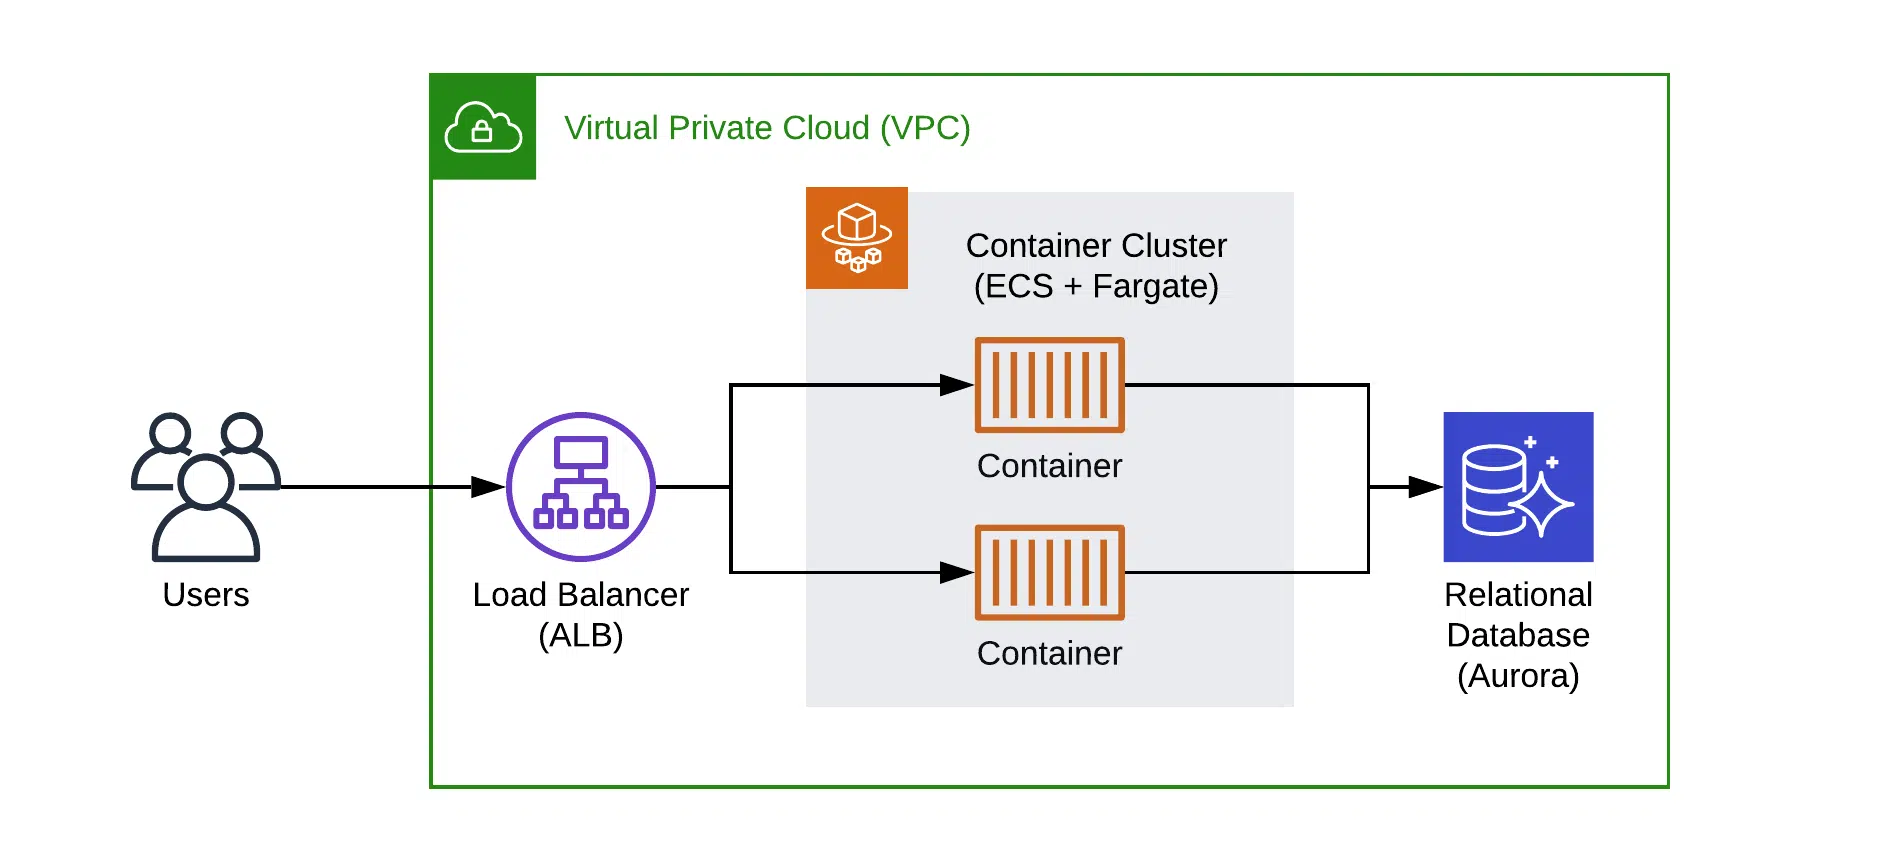 Virtual Private Cloud (VPC)
Container Cluster
(ECS + Fargate)
Container
Container
Users
Load Balancer
(ALB)
Relational
Database
(Aurora)